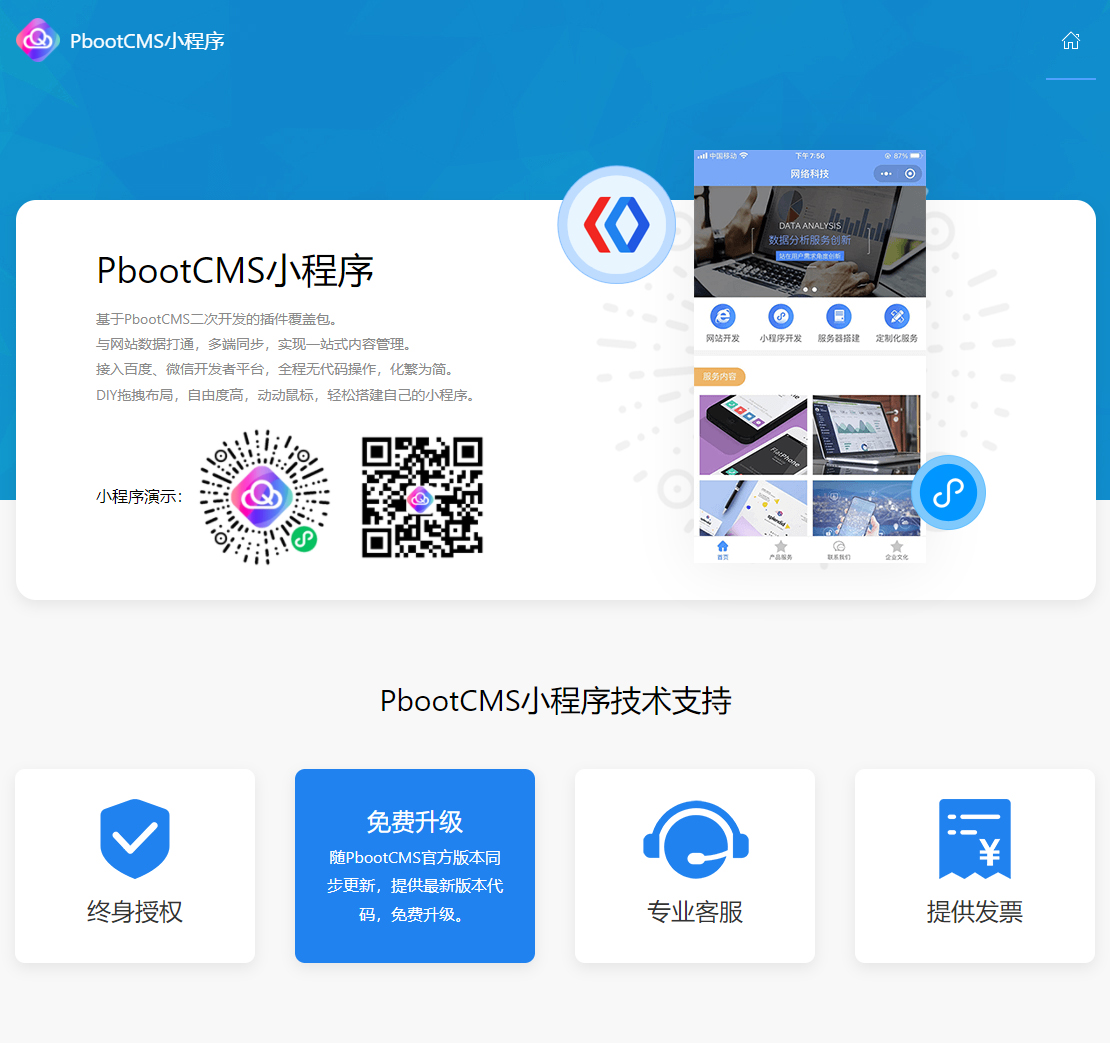 PbootCMS小程序
中国移动
下午7:56
87%
网络科技
DATA ANALYSIS
数据分析服务创新
站在用户需求角度创新
PbootCMS小程序
基于PbootCMS二次开发的插件覆盖包。
与网站数据打通，多端同步，实现一站式内容管理。
接入百度、微信开发者平台，全程无代码操作，化繁为简。
DIY拖拽布局，自由度高，动动鼠标，轻松搭建自己的小程序。
网站开发
小程序开发
服务器搭建
定制化服务
服务内容
FlatPhone
splendid
小程序演示：
首页
产品服务
联系我们
企业文化
PbootCMS小程序技术支持
终身授权
免费升级
随PbootCMS官方版本同
步更新，提供最新版本代
码，免费升级。
专业客服
提供发票
¥